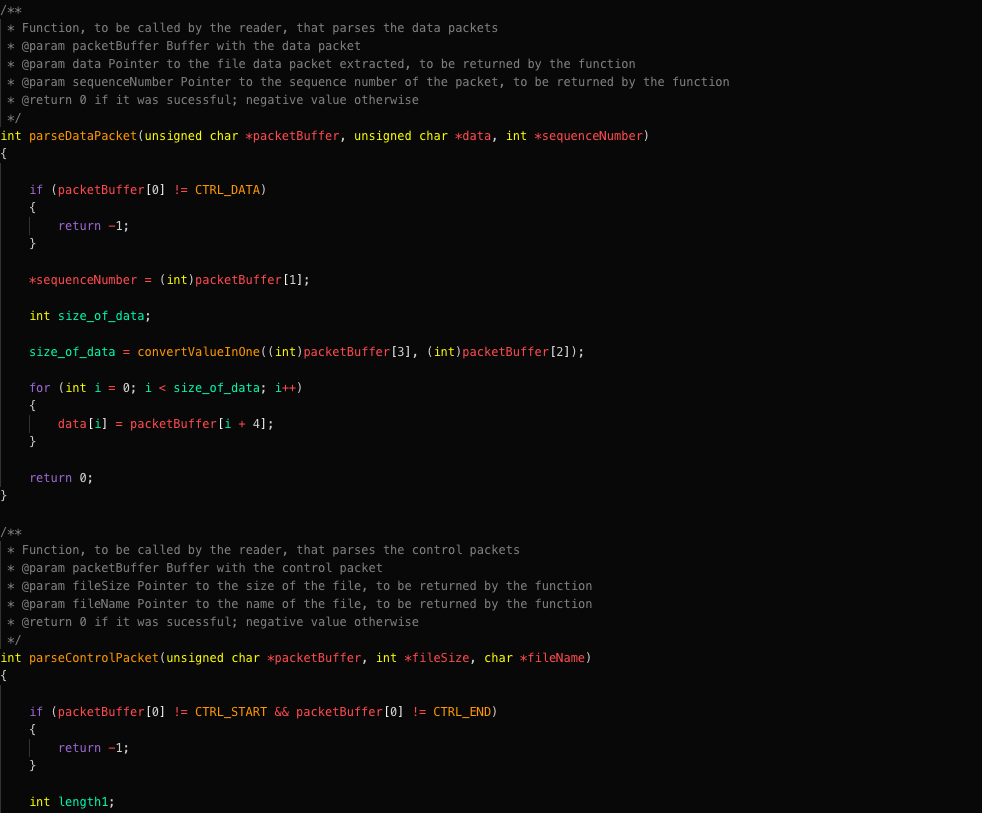 /**
 * Function, to be called by the reader, that parses the data packets
 * @param packetBuffer Buffer with the data packet
 * @param data Pointer to the file data packet extracted, to be returned by the function
 * @param sequenceNumber Pointer to the sequence number of the packet, to be returned by the function
 * @return 0 if it was sucessful; negative value otherwise
 */
int parseDataPacket(unsigned char *packetBuffer, unsigned char *data, int *sequenceNumber)
{

    if (packetBuffer[0] != CTRL_DATA)
    {
        return -1;
    }

    *sequenceNumber = (int)packetBuffer[1];

    int size_of_data;

    size_of_data = convertValueInOne((int)packetBuffer[3], (int)packetBuffer[2]);

    for (int i = 0; i < size_of_data; i++)
    {
        data[i] = packetBuffer[i + 4];
    }

    return 0;
}

/**
 * Function, to be called by the reader, that parses the control packets
 * @param packetBuffer Buffer with the control packet
 * @param fileSize Pointer to the size of the file, to be returned by the function
 * @param fileName Pointer to the name of the file, to be returned by the function
 * @return 0 if it was sucessful; negative value otherwise
 */
int parseControlPacket(unsigned char *packetBuffer, int *fileSize, char *fileName)
{

    if (packetBuffer[0] != CTRL_START && packetBuffer[0] != CTRL_END)
    {
        return -1;
    }

    int length1;